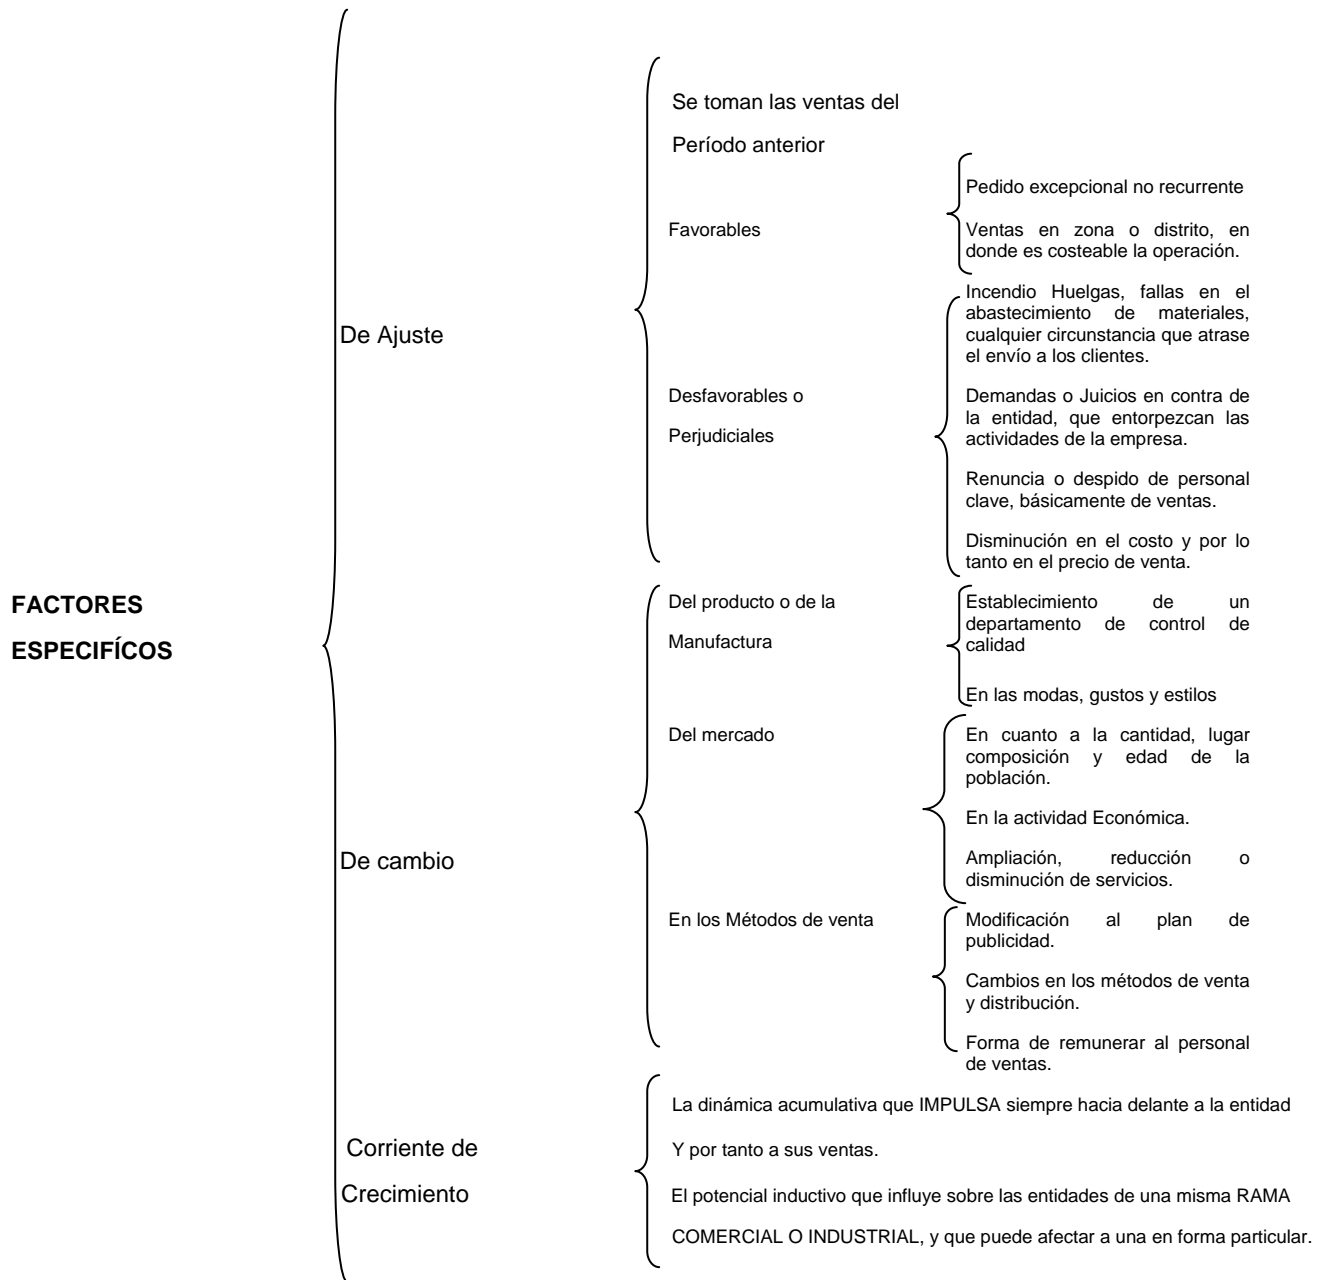 FACTORES
ESPECIFÍCOS
De Ajuste
Se toman las ventas del
Período anterior
Favorables
Pedido excepcional no recurrente
Ventas en zona o distrito, en
donde es costeable la operación.
Desfavorables o
Perjudiciales
Incendio Huelgas, fallas en el
abastecimiento de materiales,
cualquier circunstancia que atrase
el envío a los clientes.
Demandas o Juicios en contra de
la entidad, que entorpezcan las
actividades de la empresa.
Renuncia o despido de personal
clave, básicamente de ventas.
Disminución en el costo y por lo
tanto en el precio de venta.
De cambio
Del producto o de la
Manufactura
Establecimiento de un
departamento de control de
calidad
En las modas, gustos y estilos
Del mercado
En cuanto a la cantidad, lugar
composición y edad de la
población.
En la actividad Económica.
Ampliación, reducción o
disminución de servicios.
En los Métodos de venta
Modificación al plan de
publicidad.
Cambios en los métodos de venta
y distribución.
Forma de remunerar al personal
de ventas.
Corriente de
Crecimiento
La dinámica acumulativa que IMPULSA siempre hacia delante a la entidad
Y por tanto a sus ventas.
El potencial inductivo que influye sobre las entidades de una misma RAMA
COMERCIAL O INDUSTRIAL, y que puede afectar a una en forma particular.